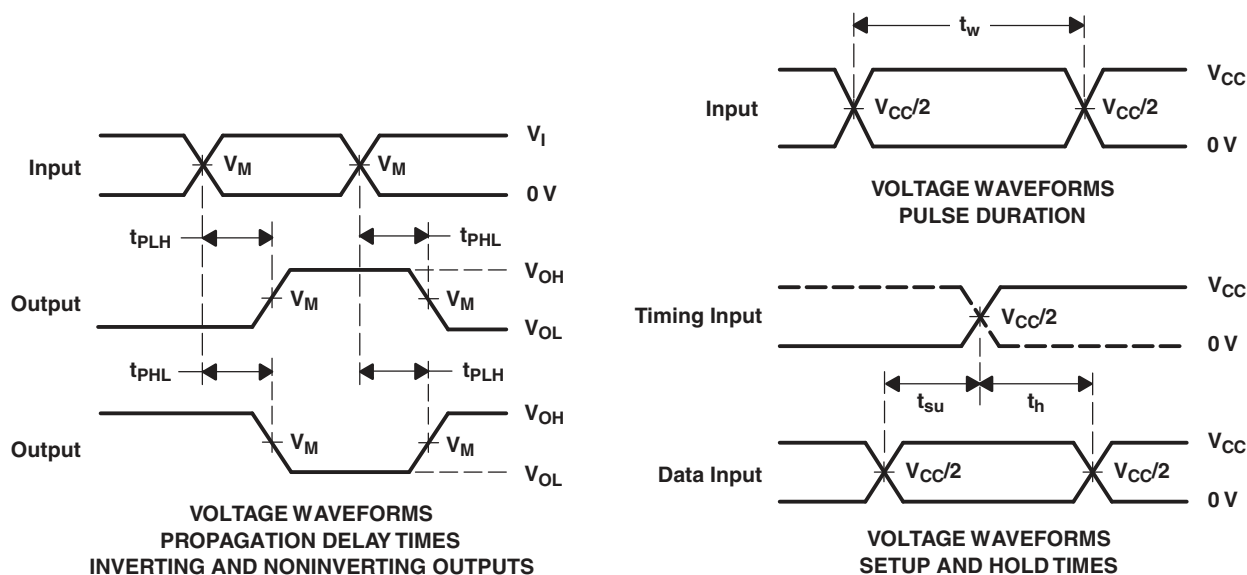 Input
V_M
V_M
V_I
0 V
t_PLH
t_PHL
Output
V_M
V_M
V_OH
V_OL
t_PHL
t_PLH
Output
V_M
V_M
V_OH
V_OL
VOLTAGE WAVEFORMS
PROPAGATION DELAY TIMES
INVERTING AND NONINVERTING OUTPUTS
t_w
Input
V_CC/2
V_CC/2
V_CC
0 V
VOLTAGE WAVEFORMS
PULSE DURATION
Timing Input
V_CC/2
V_CC
0 V
t_su
t_h
Data Input
V_CC/2
V_CC/2
V_CC
0 V
VOLTAGE WAVEFORMS
SETUP AND HOLD TIMES